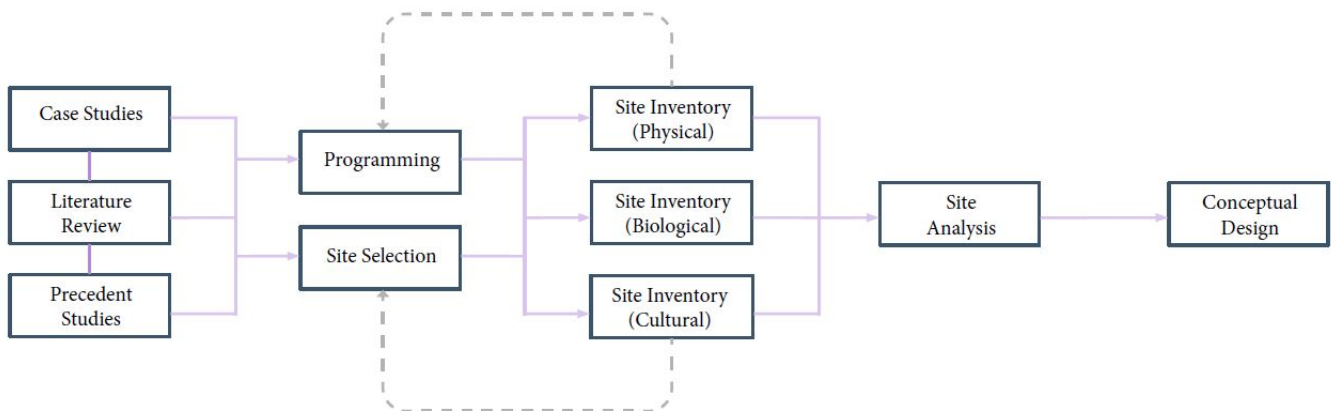 Case Studies
Literature
Review
Precedent
Studies
Programming
Site Selection
Site Inventory
(Physical)
Site Inventory
(Biological)
Site Inventory
(Cultural)
Site
Analysis
Conceptual
Design